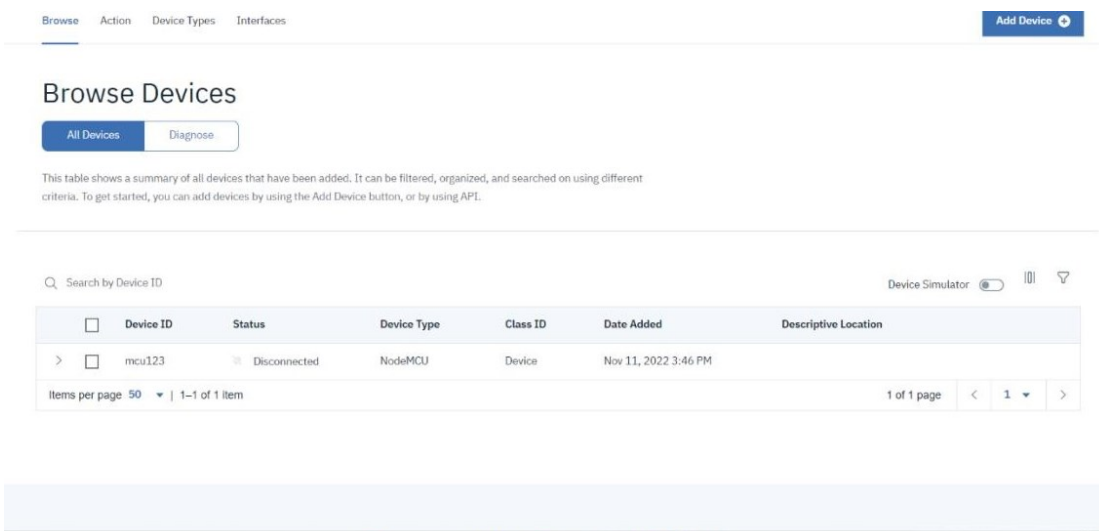 Browse Action Device Types Interfaces Add Device
Browse Devices
All Devices Diagnose
This table shows a summary of all devices that have been added. It can be filtered, organized, and searched on using different
criteria. To get started, you can add devices by using the Add Device button, or by using API.
Search by Device ID Device Simulator
Device ID Status Device Type Class ID Date Added Descriptive Location
mcu123 Disconnected NodeMCU Device Nov 11, 2022 3:46 PM
Items per page 50 | 1–1 of 1 item 1 of 1 page 1